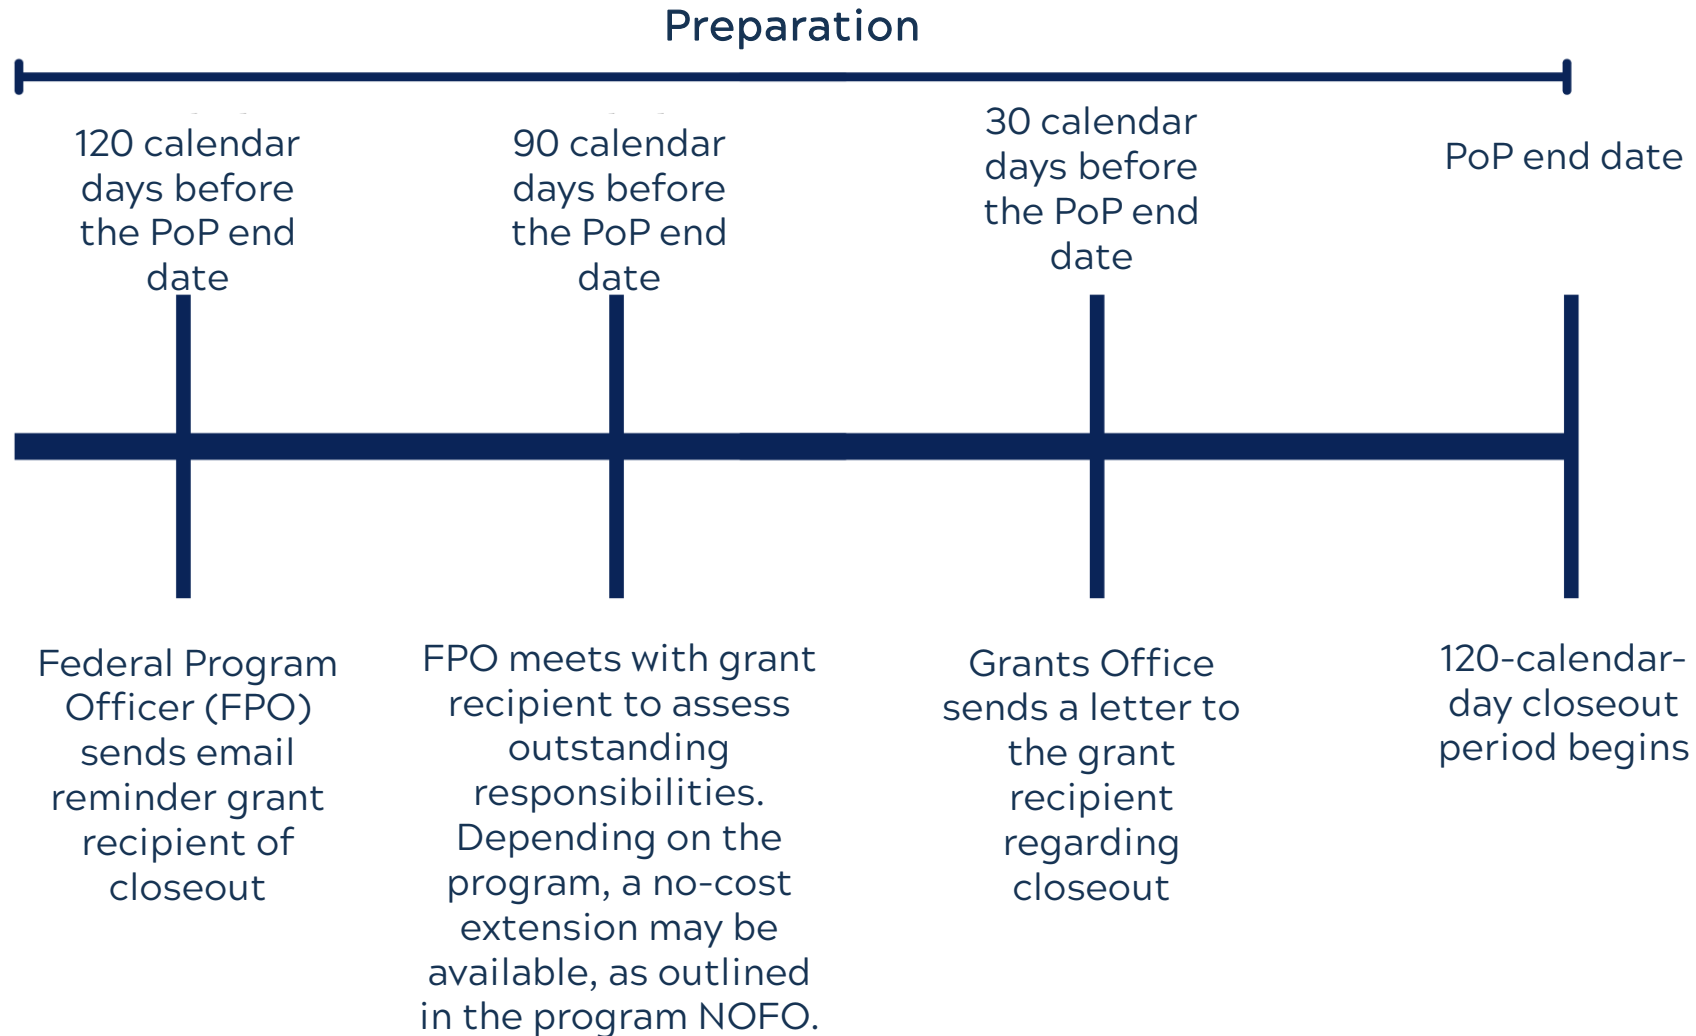 Preparation
120 calendar
days before
the PoP end
date
90 calendar
days before
the PoP end
date
30 calendar
days before
the PoP end
date
PoP end date
Federal Program
Officer (FPO)
sends email
reminder grant
recipient of
closeout
FPO meets with grant
recipient to assess
outstanding
responsibilities.
Depending on the
program, a no-cost
extension may be
available, as outlined
in the program NOFO.
Grants Office
sends a letter to
the grant
recipient
regarding
closeout
120-calendar-
day closeout
period begins